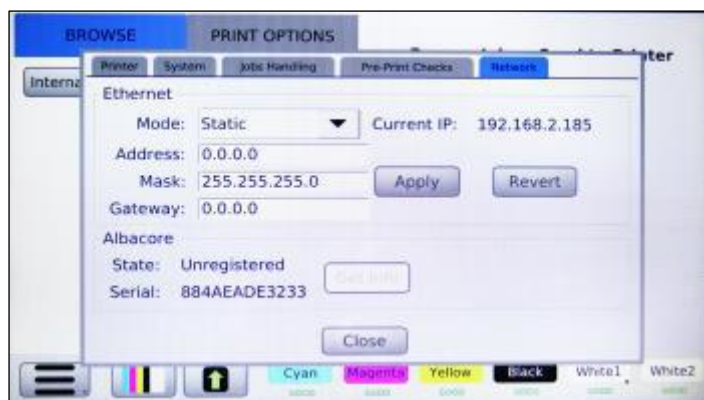 BROWSE PRINT OPTIONS
Printer System Jobs Handling Pre-Print Checks Network
Interna
Ethernet
Mode: Static Current IP: 192.168.2.185
Address: 0.0.0.0
Mask: 255.255.255.0 Apply Revert
Gateway: 0.0.0.0
Albacore
State: Unregistered
Get Info
Serial: 884AEADE3233
Close
Cyan Magenta Yellow Black White1 White2